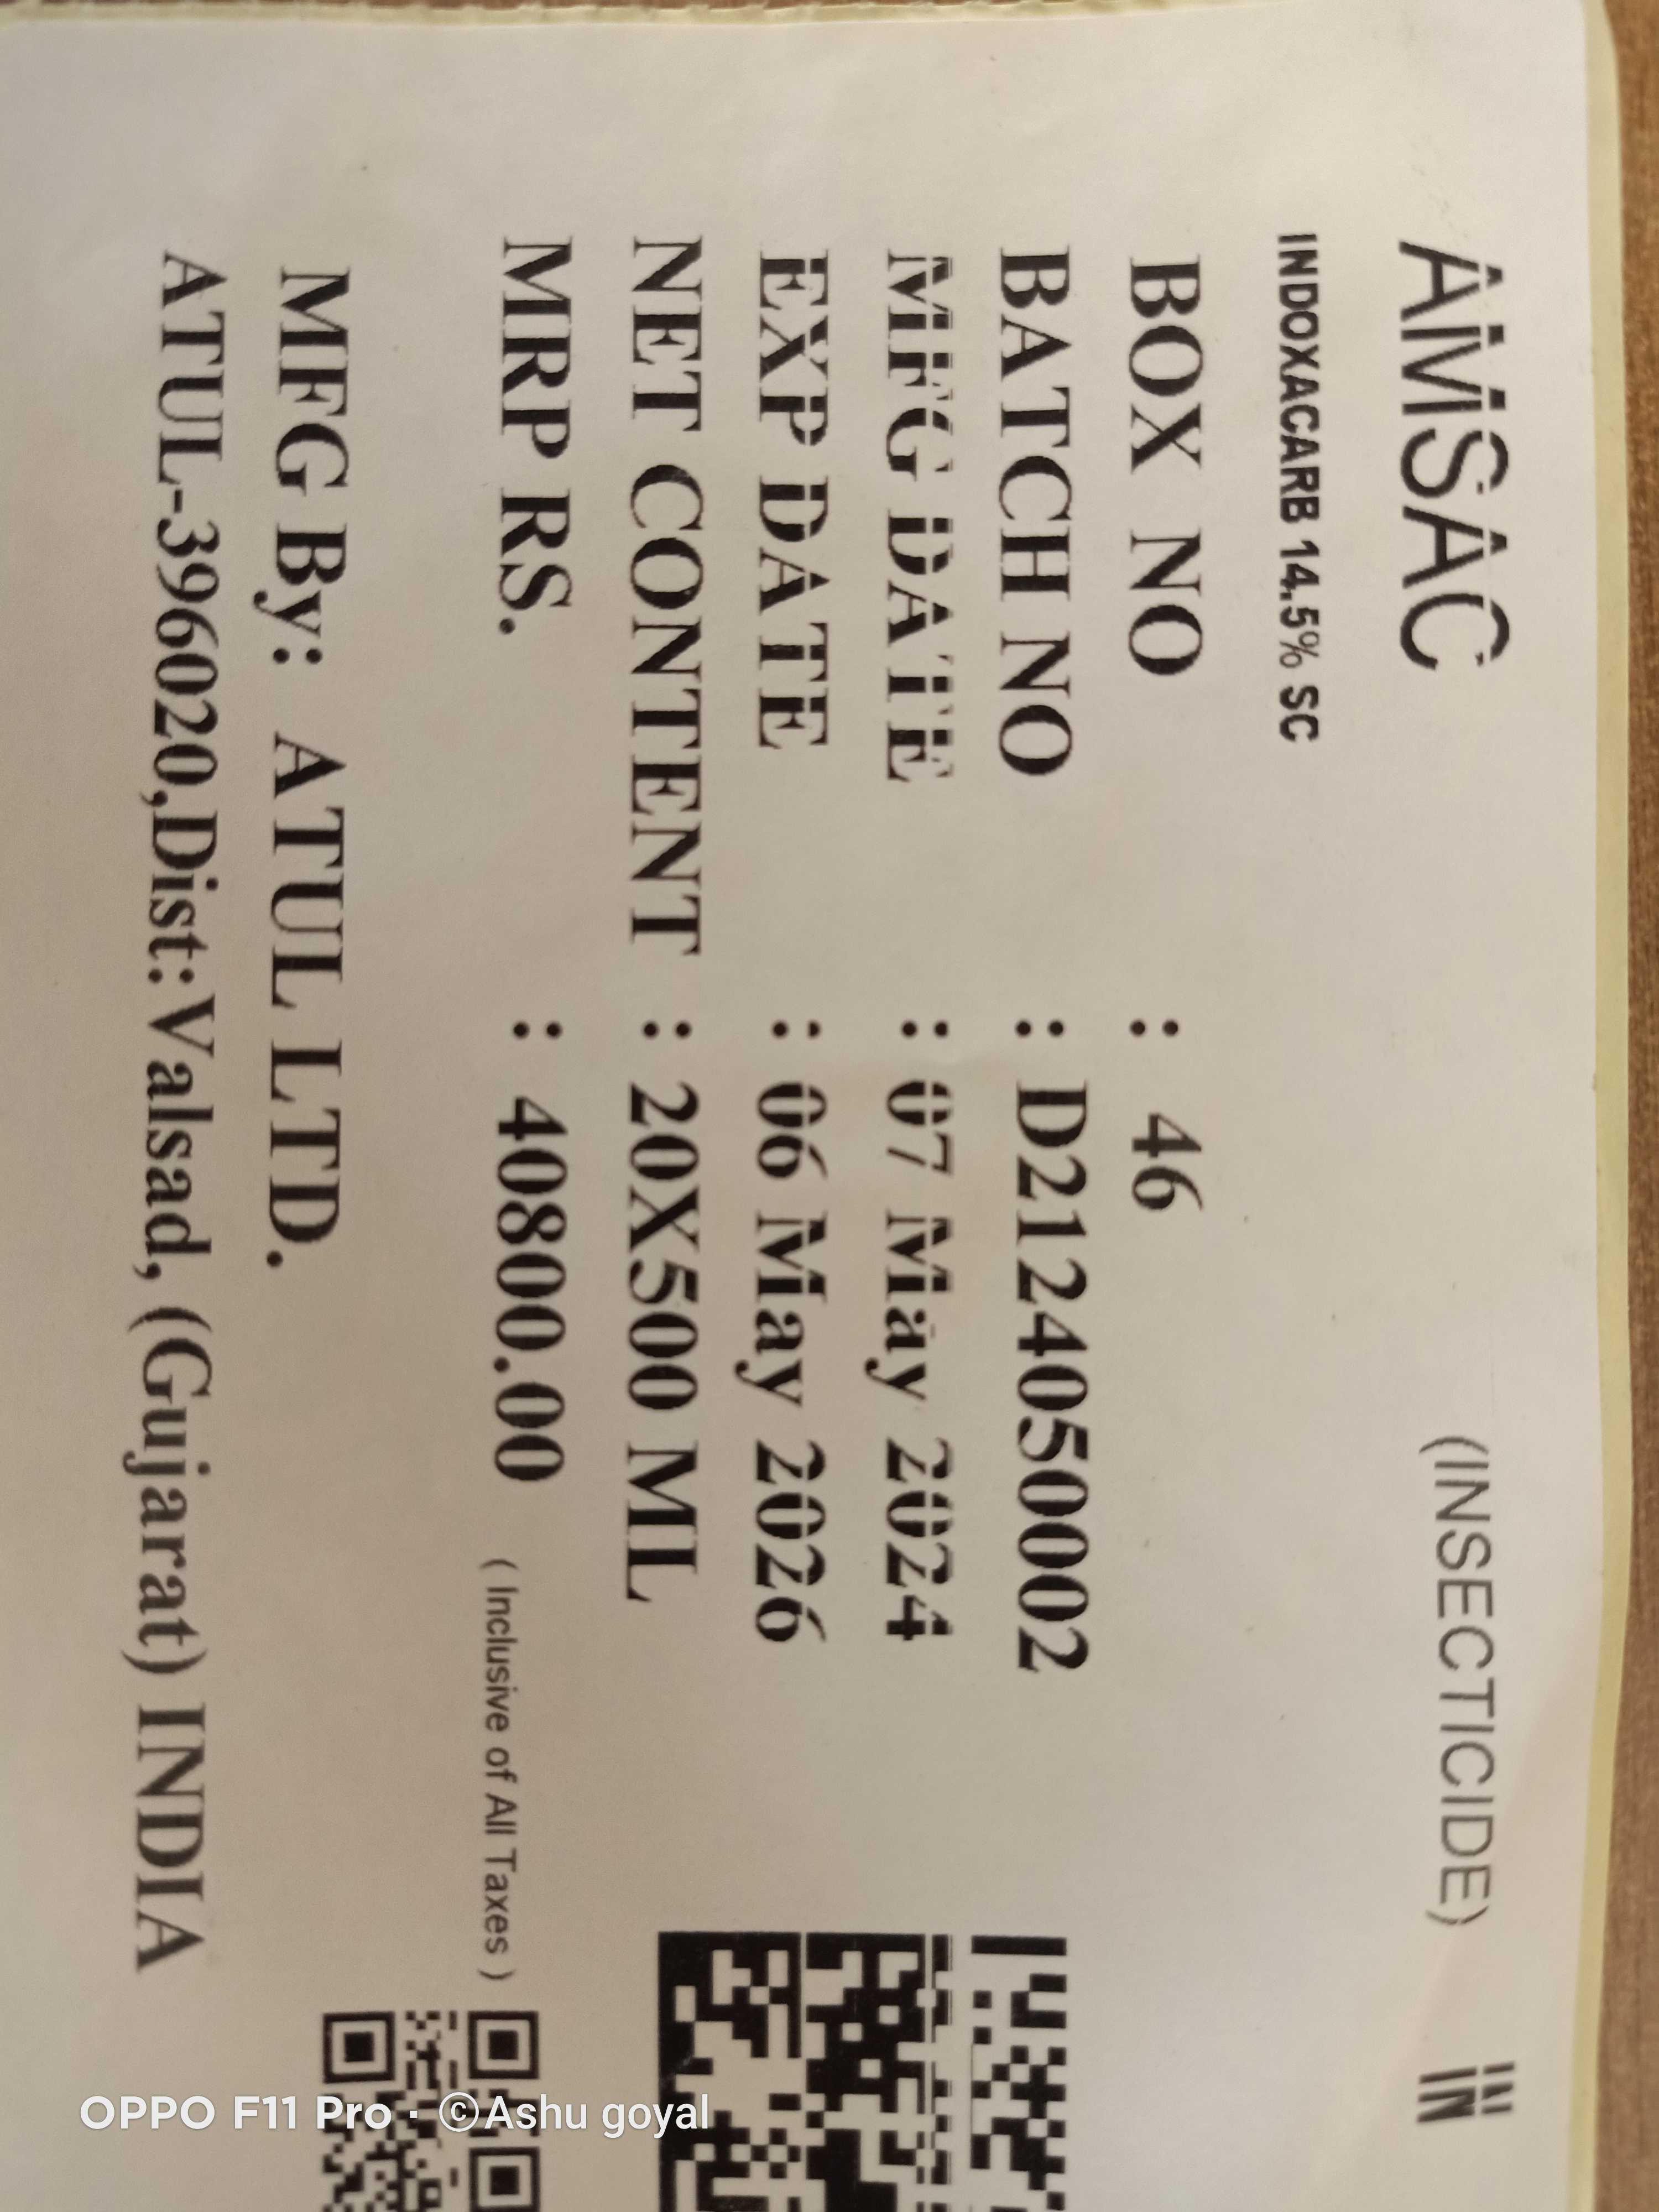 AMSAC (INSECTICIDE) IN
INDOXACARB 14.5% SC IN
BOX NO : 46
BATCH NO : D2124050002
MFG DATE : 07 May 2024
EXP DATE : 06 May 2026
NET CONTENT : 20X500 ML
MRP RS. : 40800.00 ( Inclusive of All Taxes )
MFG By: ATUL LTD.
ATUL-396020,Dist:Valsad, (Gujarat) INDIA
OPPO F11 Pro · ©Ashu goyal